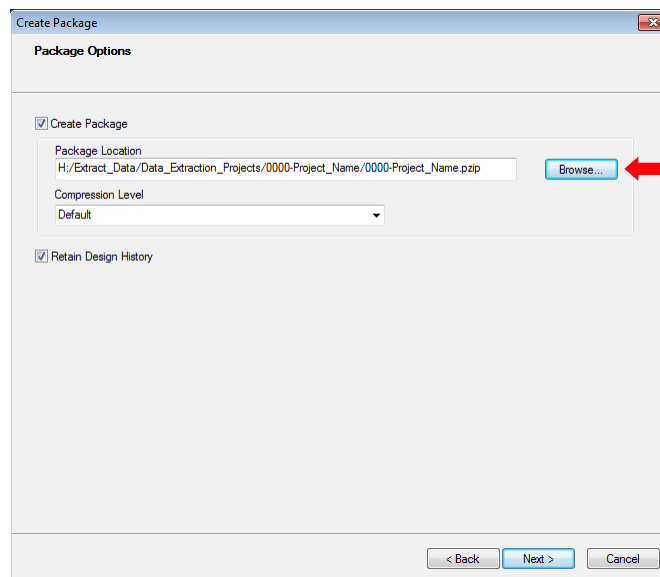 Create Package
Package Options
Create Package
Package Location
H:/Extract_Data/Data_Extraction_Projects/0000-Project_Name/0000-Project_Name.pzip
Browse...
Compression Level
Default
Retain Design History
< Back
Next >
Cancel